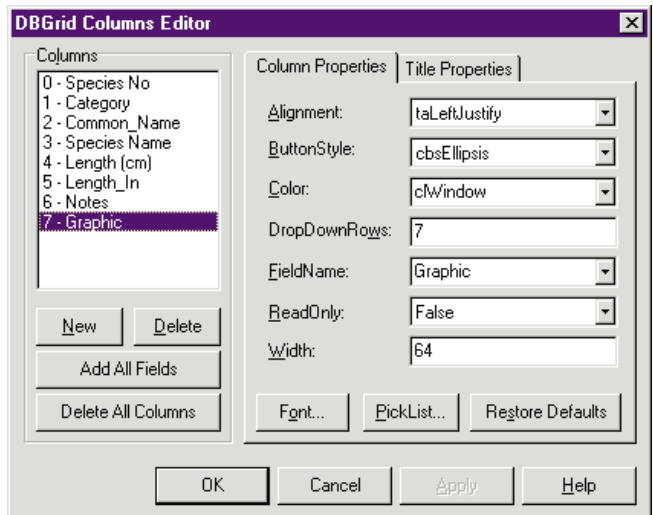 DBGrid Columns Editor
Columns
0 - Species No
1 - Category
2 - Common_Name
3 - Species Name
4 - Length (cm)
5 - Length_In
6 - Notes
7 - Graphic
New Delete
Add All Fields
Delete All Columns
Column Properties Title Properties
Alignment: taLeftJustify
ButtonStyle: cbsEllipsis
Color: clWindow
DropDownRows: 7
FieldName: Graphic
ReadOnly: False
Width: 64
Font... PickList... Restore Defaults
OK Cancel Apply Help